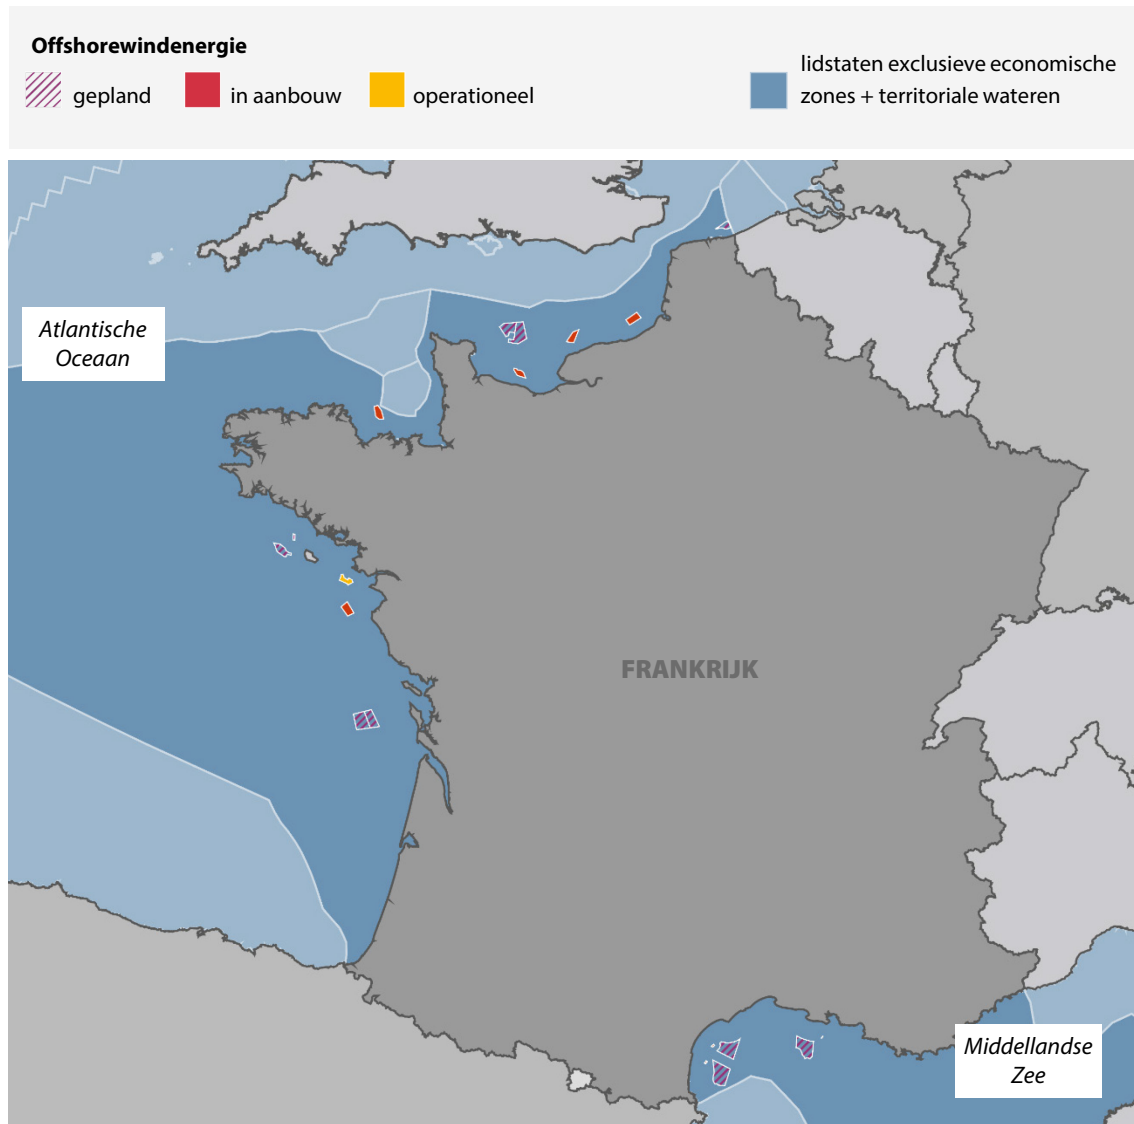 Offshorewindenergie
gepland
in aanbouw
operationeel
lidstaten exclusieve economische
zones + territoriale wateren
Atlantische
Oceaan
FRANKRIJK
Middellandse
Zee